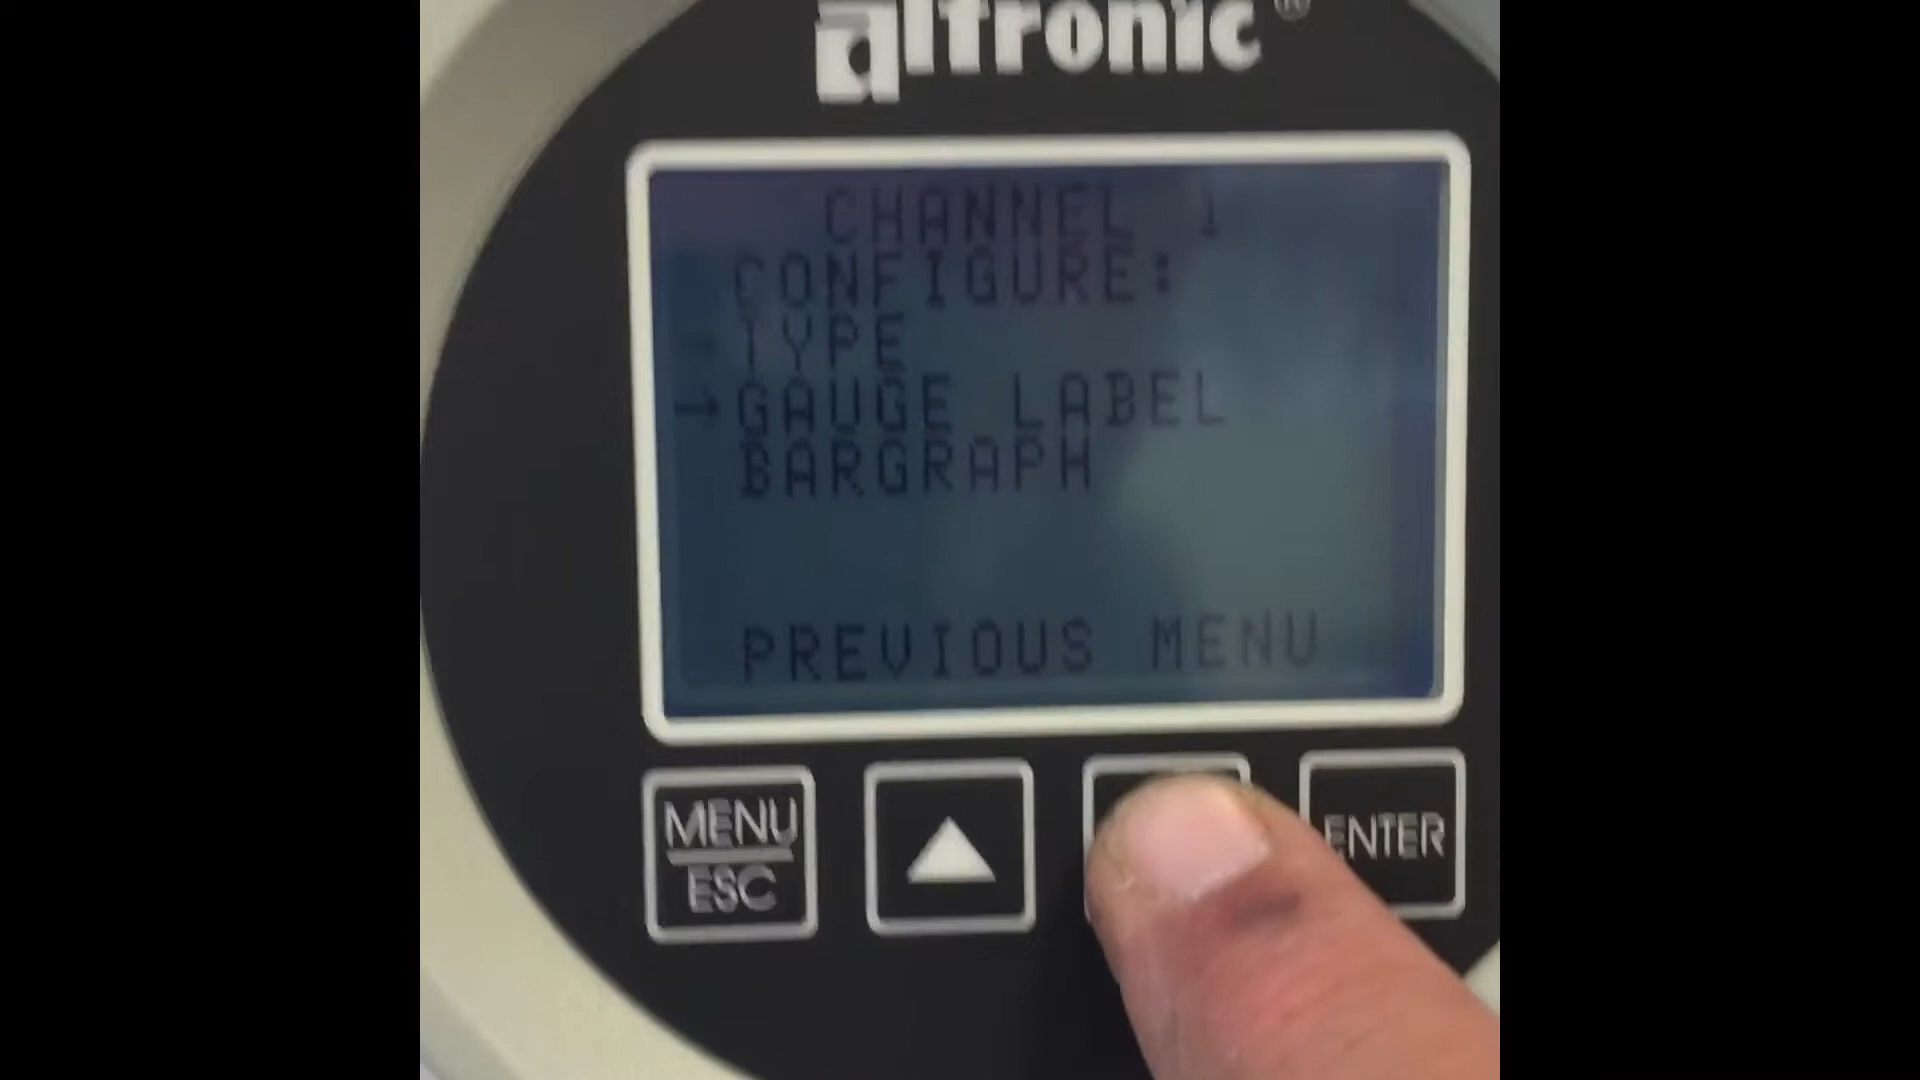 altronic ®
CHANNEL 1
CONFIGURE:
TYPE
→GAUGE LABEL
BARGRAPH
PREVIOUS MENU
MENU
ESC
ENTER